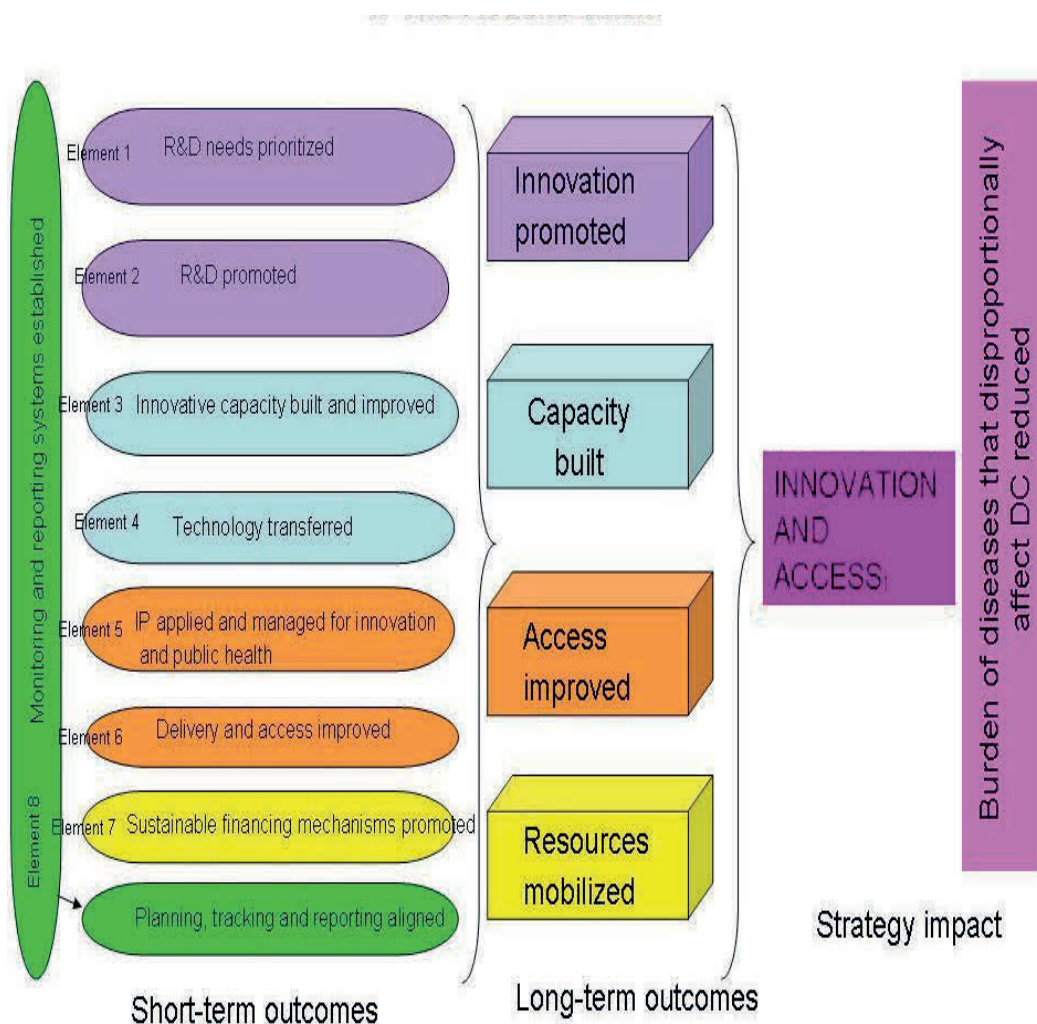 Monitoring and reporting systems established
Element 8
Element 1
R&D needs prioritized
Element 2
R&D promoted
Element 3
Innovative capacity built and improved
Element 4
Technology transferred
Element 5
IP applied and managed for innovation
and public health
Element 6
Delivery and access improved
Element 7
Sustainable financing mechanisms promoted
Planning, tracking and reporting aligned
Short-term outcomes
Innovation
promoted
Capacity
built
Access
improved
Resources
mobilized
Long-term outcomes
INNOVATION
AND
ACCESS
Burden of diseases that disproportionally
affect DC reduced
Strategy impact